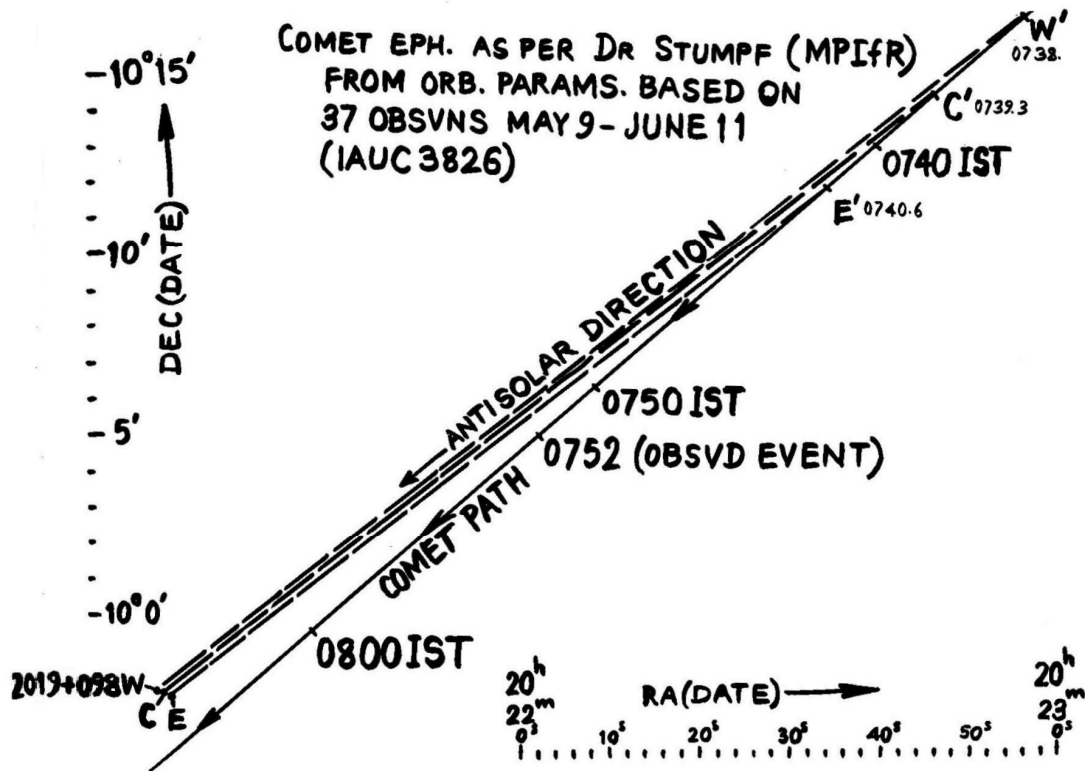 COMET EPH. AS PER DR STUMPF (MPIfR)
FROM ORB. PARAMS. BASED ON
37 OBSVNS MAY 9-JUNE 11
(IAUC 3826)
W'
0738.
-10°15'
C' 0739.3
0740 IST
E' 0740.6
-10'
DEC(DATE)
ANTISOLAR DIRECTION
0750 IST
-5'
0752 (OBSVD EVENT)
COMET PATH
-10°0'
0800 IST
2019+098W
C E
20h 22m
RA(DATE)
20h 23m
0s 10s 20s 30s 40s 50s 0s